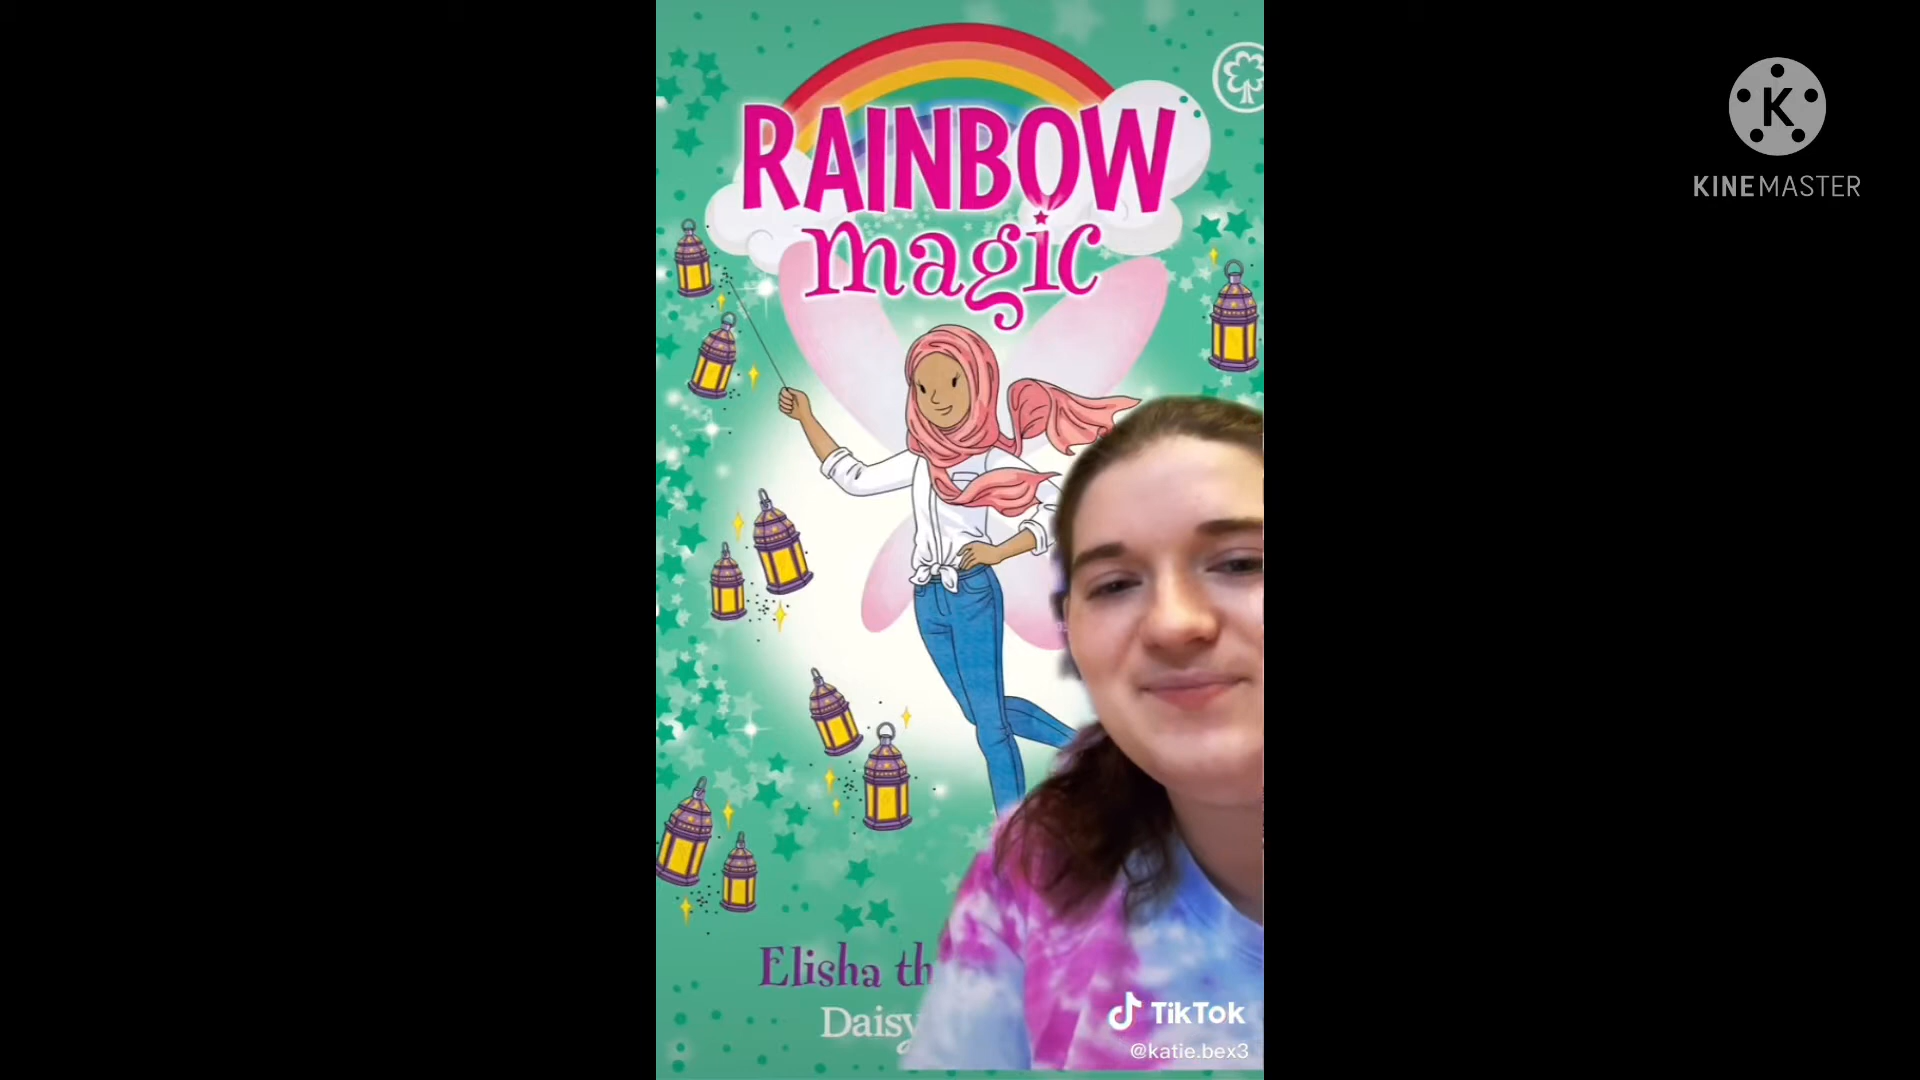 RAINBOW
magic
K
KINEMASTER
Elisha th
Daisy
TikTok
@katie.bex3